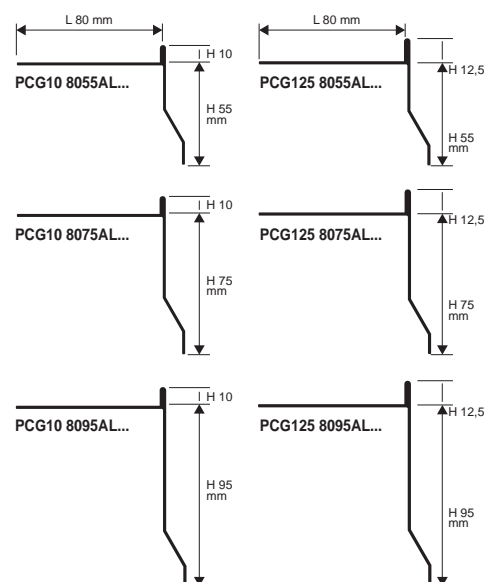 L 80 mm
H 10
PCG10 8055AL...
H 55
mm
L 80 mm
H 12,5
PCG125 8055AL...
H 55
mm
H 10
PCG10 8075AL...
H 75
mm
H 12,5
PCG125 8075AL...
H 75
mm
H 10
PCG10 8095AL...
H 95
mm
H 12,5
PCG125 8095AL...
H 95
mm